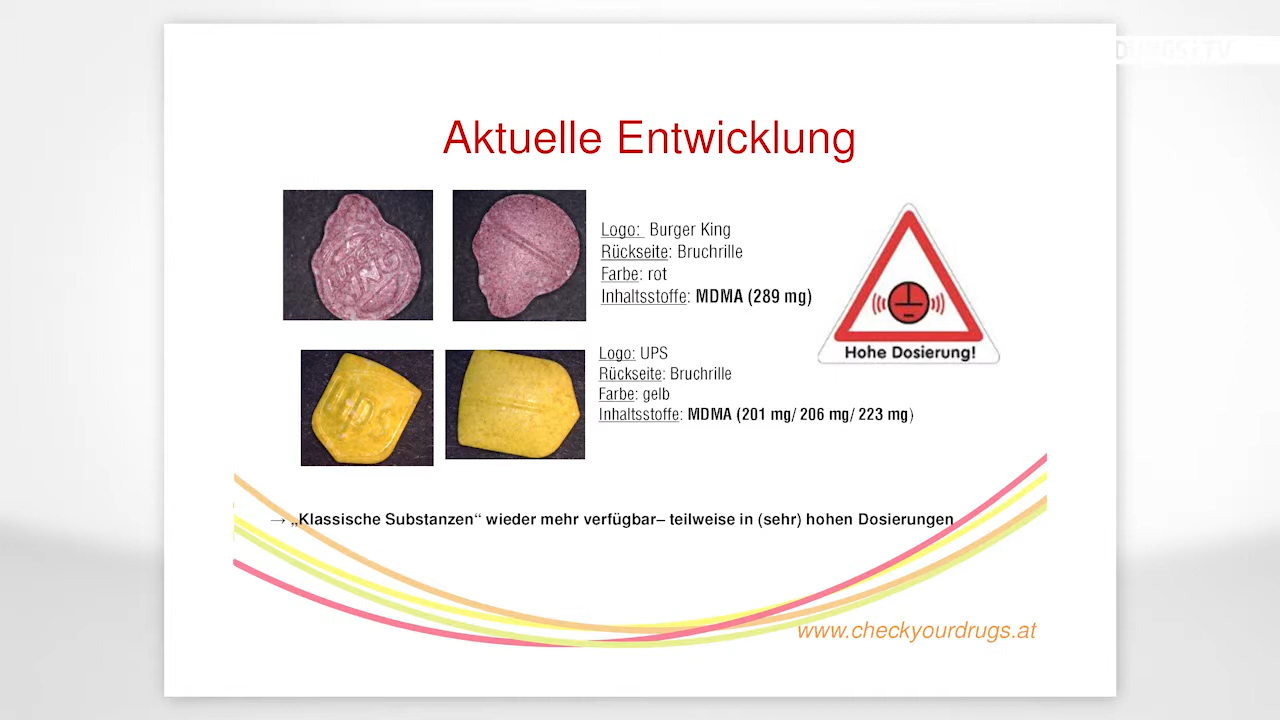 Aktuelle Entwicklung
Logo: Burger King
Rückseite: Bruchrille
Farbe: rot
Inhaltsstoffe: MDMA (289 mg)
Hohe Dosierung!
KING
Logo: UPS
Rückseite: Bruchrille
Farbe: gelb
Inhaltsstoffe: MDMA (201 mg/ 206 mg/ 223 mg)
UPS
→ „Klassische Substanzen“ wieder mehr verfügbar– teilweise in (sehr) hohen Dosierungen
www.checkyourdrugs.at